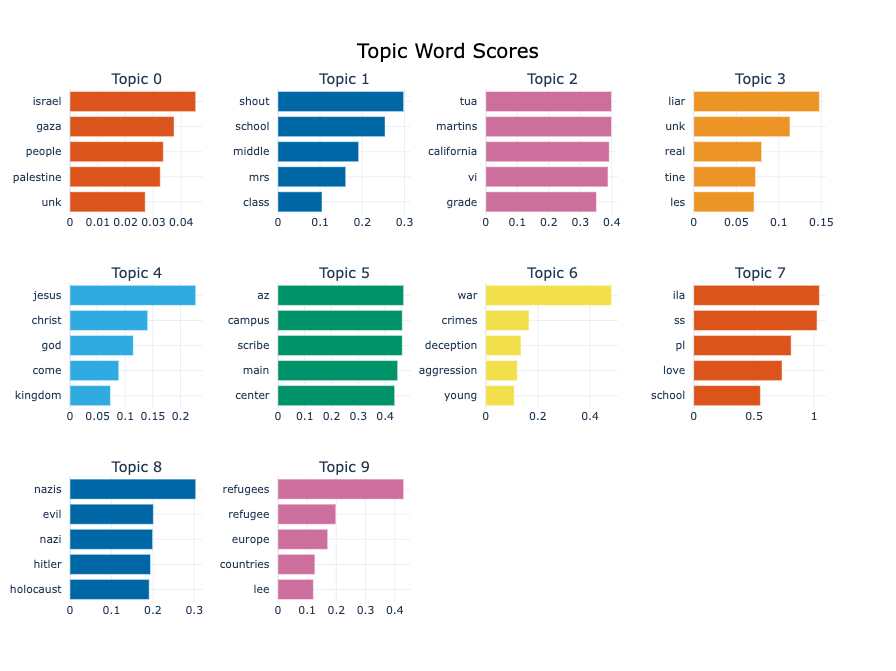 Topic Word Scores
Topic 0
israel
gaza
people
palestine
unk
0 0.01 0.02 0.03 0.04
Topic 1
shout
school
middle
mrs
class
0 0.1 0.2 0.3
Topic 2
tua
martins
california
vi
grade
0 0.1 0.2 0.3 0.4
Topic 3
liar
unk
real
tine
les
0 0.05 0.1 0.15
Topic 4
jesus
christ
god
come
kingdom
0 0.05 0.1 0.15 0.2
Topic 5
az
campus
scribe
main
center
0 0.1 0.2 0.3 0.4
Topic 6
war
crimes
deception
aggression
young
0 0.2 0.4
Topic 7
ila
ss
pl
love
school
0 0.5 1
Topic 8
nazis
evil
nazi
hitler
holocaust
0 0.1 0.2 0.3
Topic 9
refugees
refugee
europe
countries
lee
0 0.1 0.2 0.3 0.4